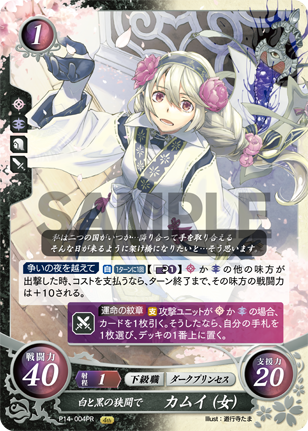 1
SAMPLE
私は二つの国がいつか…誇り合って手を取り合える
そんな日が来るように架け橋になりたいと…そう思います。
争いの夜を越えて 自 1ターンに1回 1 か の他の味方が
出撃した時、コストを支払うなら、ターン終了まで、その味方の戦闘力
は+10される。
運命の紋章 支 攻撃ユニットが か の場合、
カードを1枚引く。そうしたなら、自分の手札を
1枚選び、デッキの1番上に置く。
戦闘力
40
射程 1 下級職 ダークプリンセス
支援力
20
白と黒の狭間で カムイ(女)
P14-004PR Illust:遊行寺たま